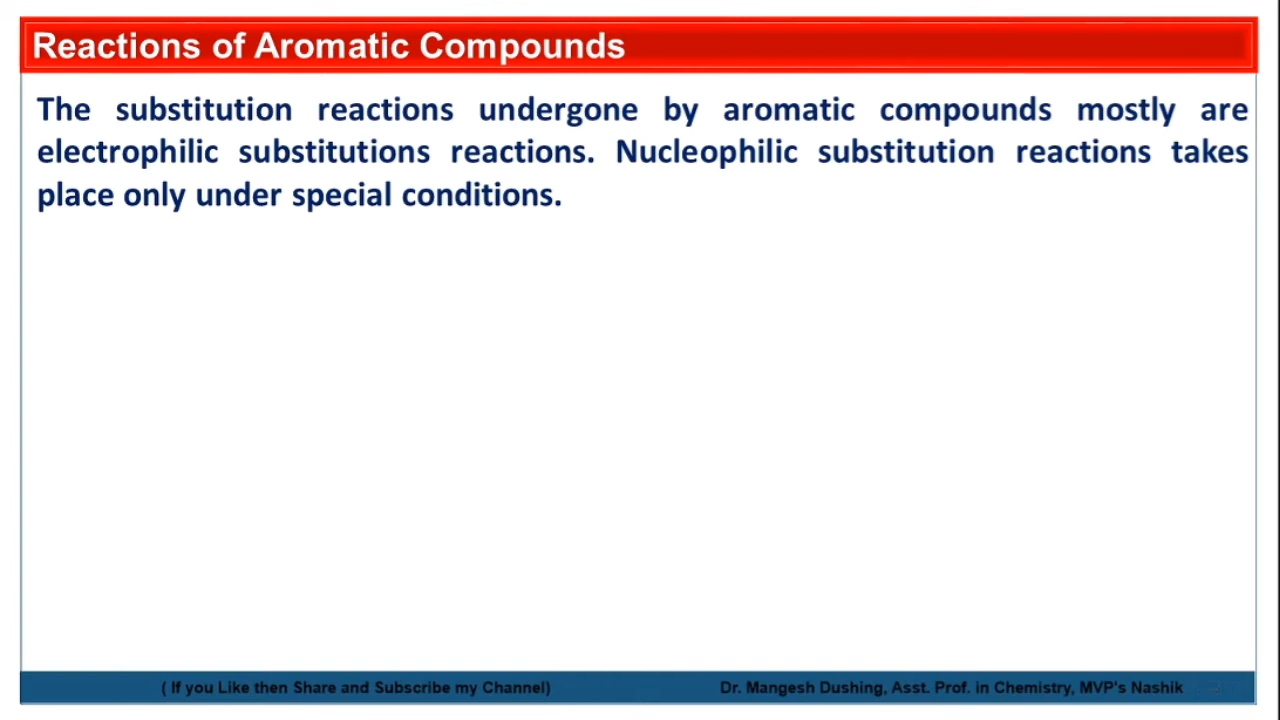 Reactions of Aromatic Compounds
The substitution reactions undergone by aromatic compounds mostly are
electrophilic substitutions reactions. Nucleophilic substitution reactions takes
place only under special conditions.
( If you Like then Share and Subscribe my Channel)
Dr. Mangesh Dushing, Asst. Prof. in Chemistry, MVP's Nashik